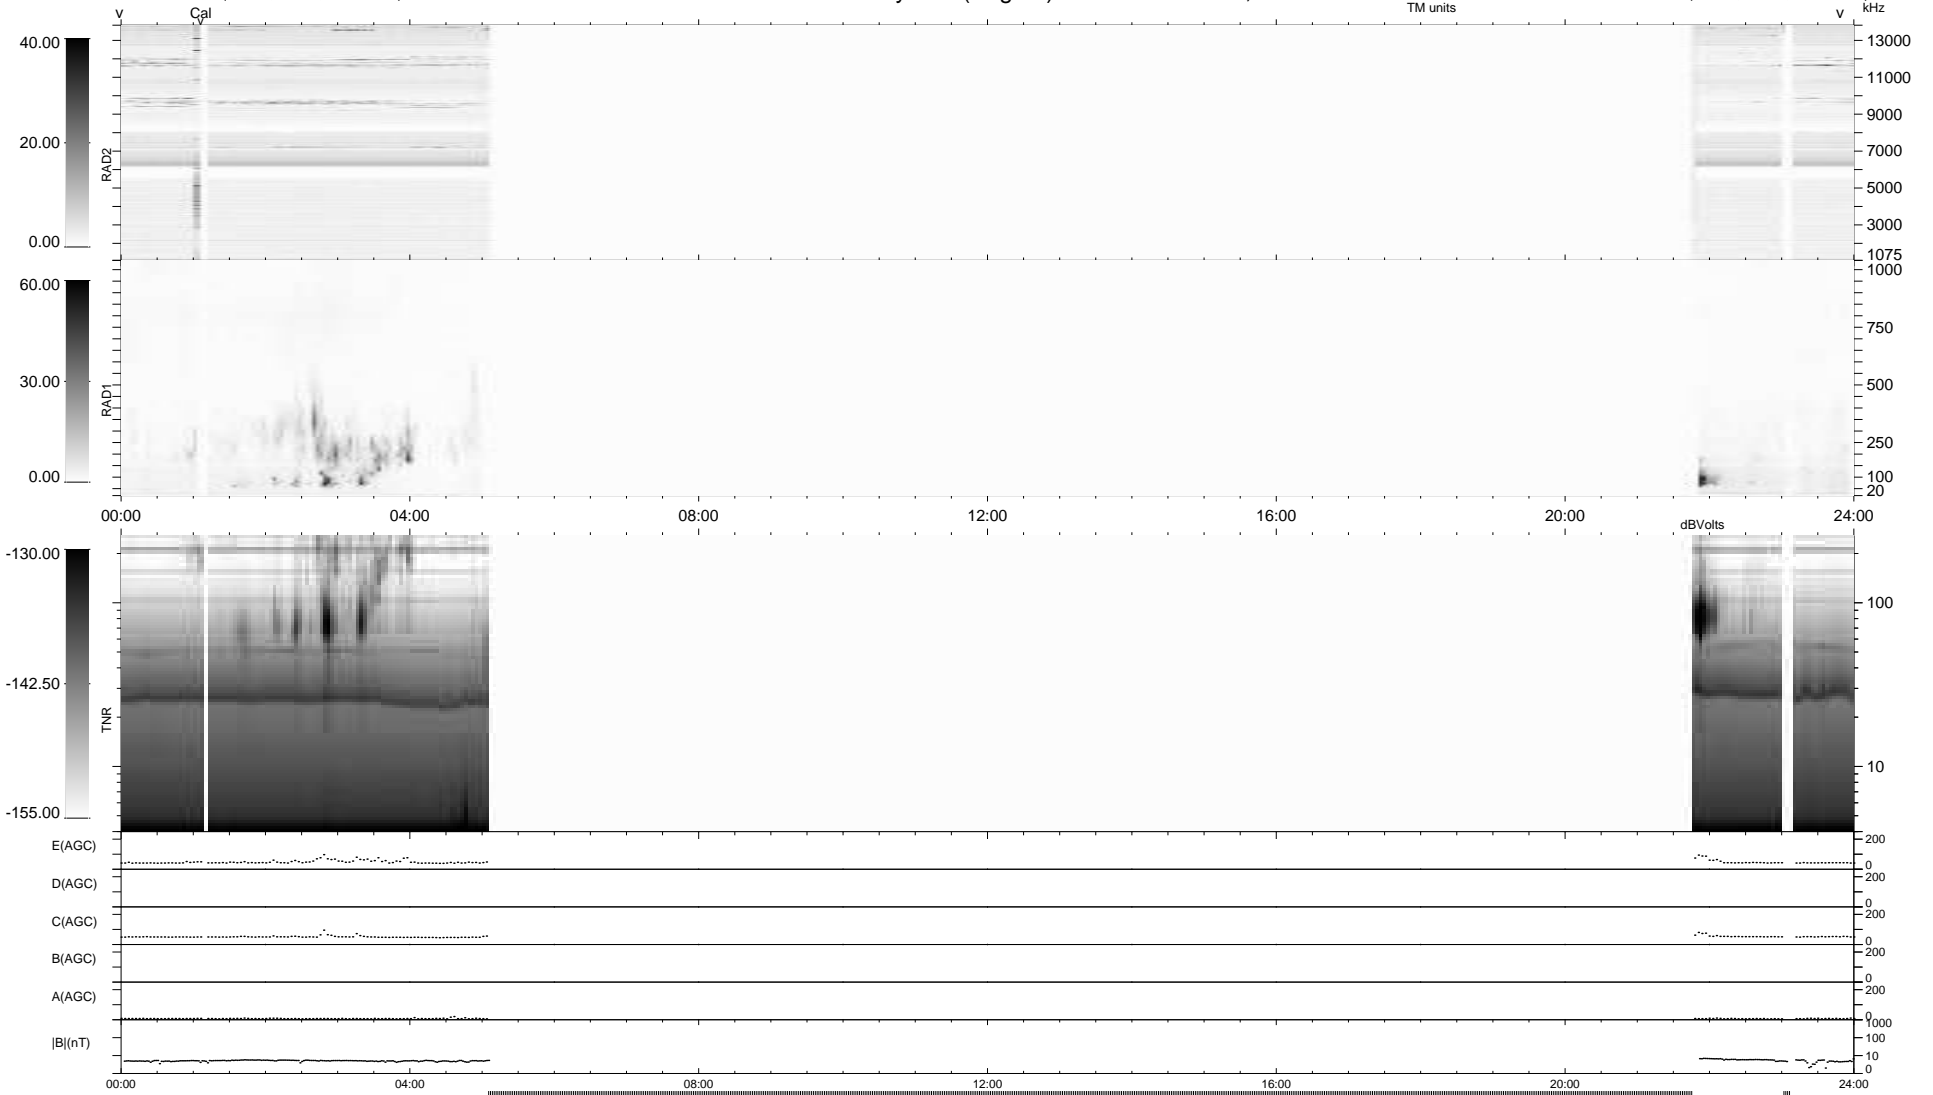 v Cal TM units v kHz
v
40.00
20.00
0.00
RAD2
13000
11000
9000
7000
5000
3000
1075
60.00
30.00
0.00
RAD1
1000
750
500
250
100
20
00:00 04:00 08:00 12:00 16:00 20:00 24:00
dBVolts
-130.00
-142.50
-155.00
TNR
100
10
E(AGC) 200
0
D(AGC) 200
0
C(AGC) 200
0
B(AGC) 200
0
A(AGC) 200
0
|B|(nT) 1000
100
10
0
00:00 04:00 08:00 12:00 16:00 20:00 24:00